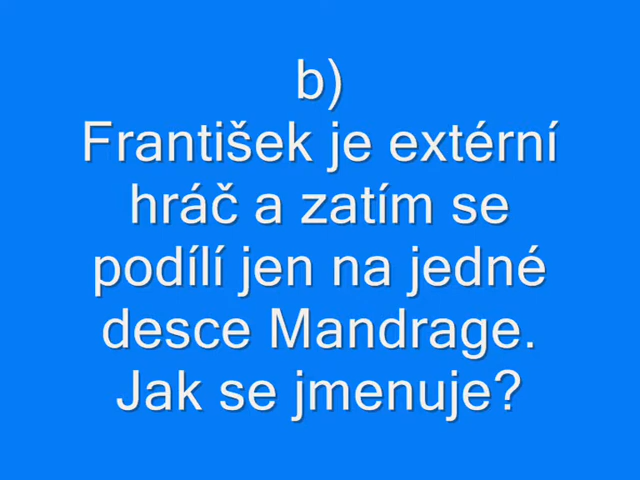 b)
František je extérní
hráč a zatím se
podílí jen na jedné
desce Mandrage.
Jak se jmenuje?